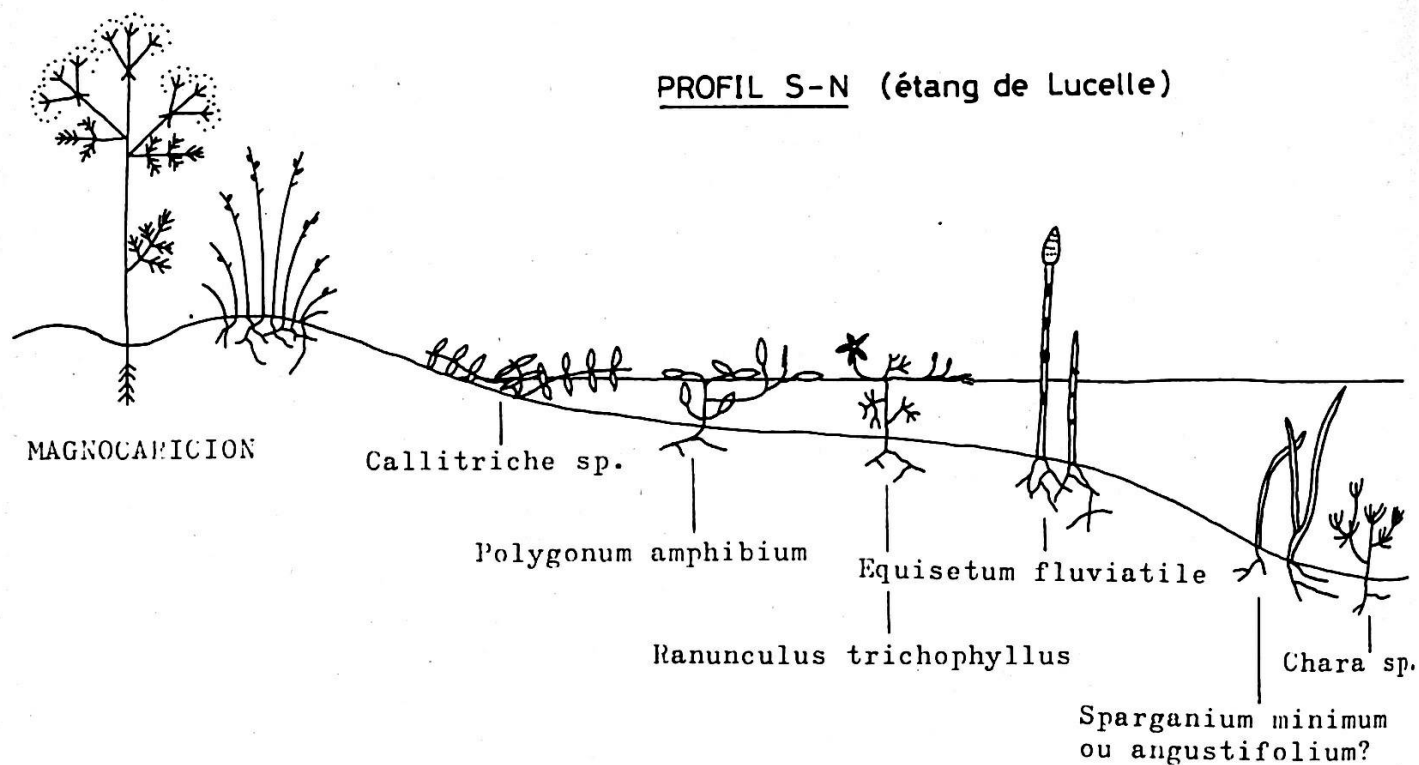 PROFIL S-N (étang de Lucelle)
MAGNOCARICION
Callitriche sp.
Polygonum amphibium
Equisetum fluviatile
Ranunculus trichophyllus
Chara sp.
Sparganium minimum
ou angustifolium?